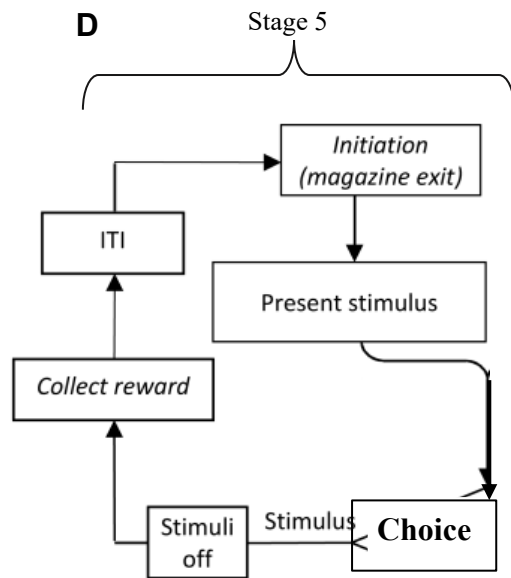 D
Stage 5
Initiation
(magazine exit)
ITI
Present stimulus
Collect reward
Stimuli
off
Stimulus
Choice